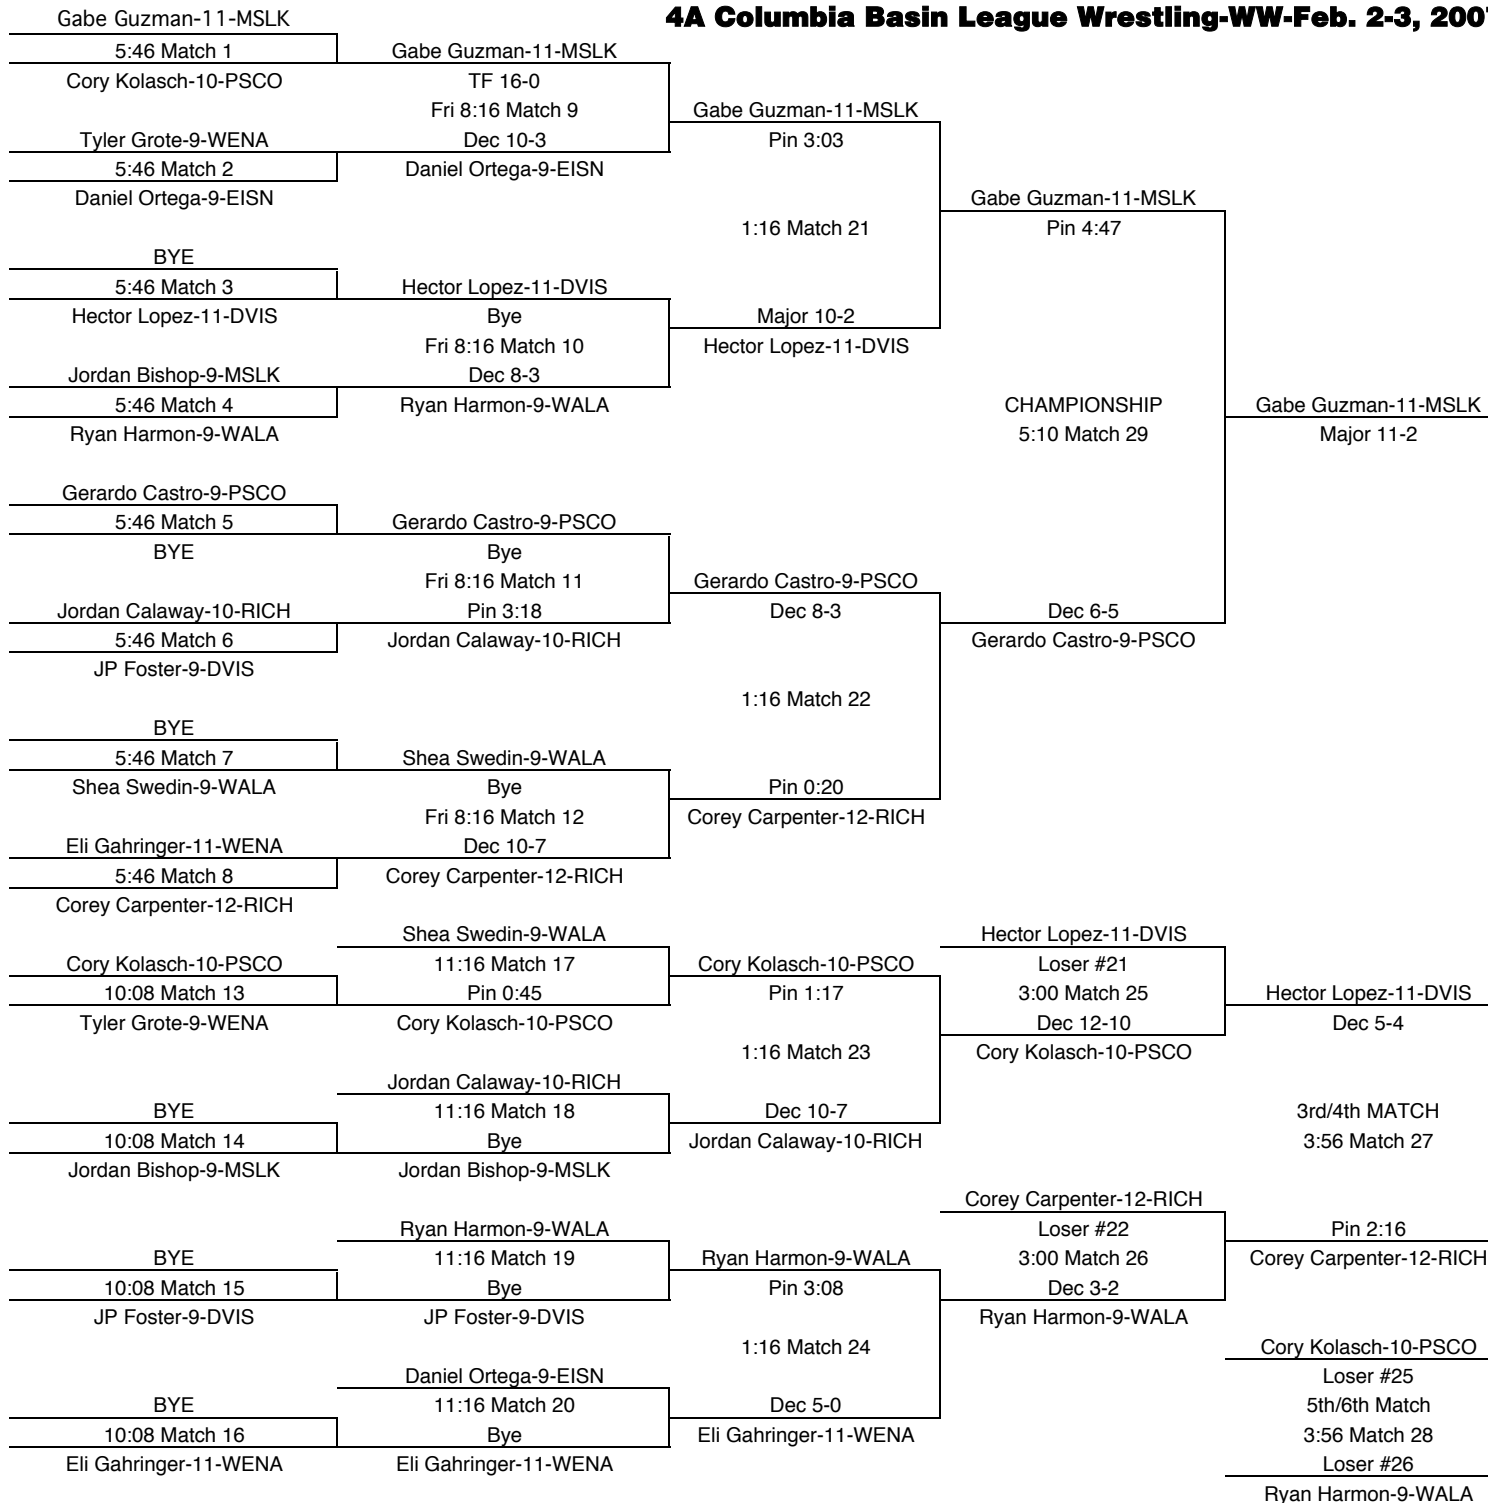 4A Columbia Basin League Wrestling-WW-Feb. 2-3, 200
Gabe Guzman-11-MSLK
5:46 Match 1
Cory Kolasch-10-PSCO
Tyler Grote-9-WENA
5:46 Match 2
Daniel Ortega-9-EISN
BYE
5:46 Match 3
Hector Lopez-11-DVIS
Jordan Bishop-9-MSLK
5:46 Match 4
Ryan Harmon-9-WALA
Gerardo Castro-9-PSCO
5:46 Match 5
BYE
Jordan Calaway-10-RICH
5:46 Match 6
JP Foster-9-DVIS
BYE
5:46 Match 7
Shea Swedin-9-WALA
Eli Gahringer-11-WENA
5:46 Match 8
Corey Carpenter-12-RICH
Gabe Guzman-11-MSLK
TF 16-0
Fri 8:16 Match 9
Dec 10-3
Daniel Ortega-9-EISN
Hector Lopez-11-DVIS
Bye
Fri 8:16 Match 10
Dec 8-3
Ryan Harmon-9-WALA
Gerardo Castro-9-PSCO
Bye
Fri 8:16 Match 11
Pin 3:18
Jordan Calaway-10-RICH
Shea Swedin-9-WALA
Bye
Fri 8:16 Match 12
Dec 10-7
Corey Carpenter-12-RICH
Gabe Guzman-11-MSLK
Pin 3:03
1:16 Match 21
Major 10-2
Hector Lopez-11-DVIS
Gerardo Castro-9-PSCO
Dec 8-3
1:16 Match 22
Pin 0:20
Corey Carpenter-12-RICH
Gabe Guzman-11-MSLK
Pin 4:47
CHAMPIONSHIP
5:10 Match 29
Dec 6-5
Gerardo Castro-9-PSCO
Gabe Guzman-11-MSLK
Major 11-2
Cory Kolasch-10-PSCO
10:08 Match 13
Tyler Grote-9-WENA
BYE
10:08 Match 14
Jordan Bishop-9-MSLK
BYE
10:08 Match 15
JP Foster-9-DVIS
BYE
10:08 Match 16
Eli Gahringer-11-WENA
Shea Swedin-9-WALA
11:16 Match 17
Pin 0:45
Cory Kolasch-10-PSCO
Jordan Calaway-10-RICH
11:16 Match 18
Bye
Jordan Bishop-9-MSLK
Ryan Harmon-9-WALA
11:16 Match 19
Bye
JP Foster-9-DVIS
Daniel Ortega-9-EISN
11:16 Match 20
Bye
Eli Gahringer-11-WENA
Cory Kolasch-10-PSCO
Pin 1:17
1:16 Match 23
Dec 10-7
Jordan Calaway-10-RICH
Ryan Harmon-9-WALA
Pin 3:08
1:16 Match 24
Dec 5-0
Eli Gahringer-11-WENA
Hector Lopez-11-DVIS
Loser #21
3:00 Match 25
Dec 12-10
Cory Kolasch-10-PSCO
Corey Carpenter-12-RICH
Loser #22
3:00 Match 26
Dec 3-2
Ryan Harmon-9-WALA
Hector Lopez-11-DVIS
Dec 5-4
3rd/4th MATCH
3:56 Match 27
Pin 2:16
Corey Carpenter-12-RICH
Cory Kolasch-10-PSCO
Loser #25
5th/6th Match
3:56 Match 28
Loser #26
Ryan Harmon-9-WALA